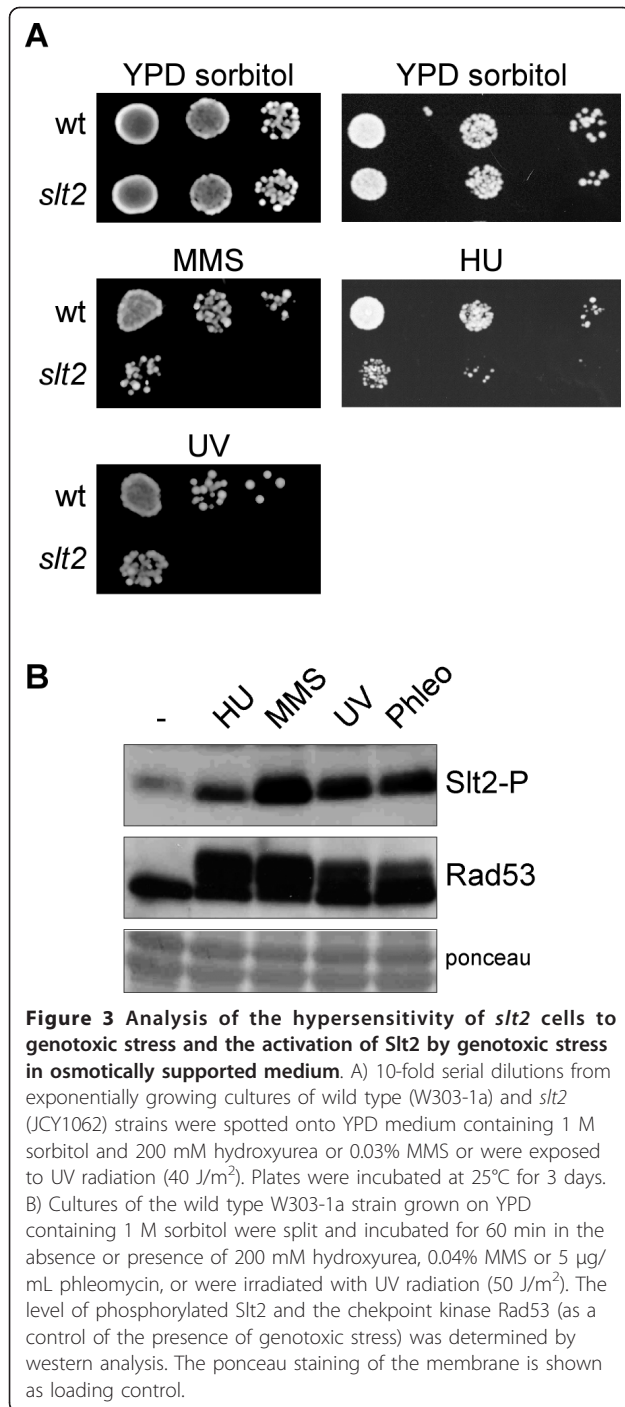 A
YPD sorbitol YPD sorbitol
wt
slt2
MMS HU
wt
slt2
UV
wt
slt2
B
- HU MMS UV Phleo
Slt2-P
Rad53
ponceau
Figure 3 Analysis of the hypersensitivity of slt2 cells to
genotoxic stress and the activation of Slt2 by genotoxic stress
in osmotically supported medium. A) 10-fold serial dilutions from
exponentially growing cultures of wild type (W303-1a) and slt2
(JCY1062) strains were spotted onto YPD medium containing 1 M
sorbitol and 200 mM hydroxyurea or 0.03% MMS or were exposed
to UV radiation (40 J/m²). Plates were incubated at 25°C for 3 days.
B) Cultures of the wild type W303-1a strain grown on YPD
containing 1 M sorbitol were split and incubated for 60 min in the
absence or presence of 200 mM hydroxyurea, 0.04% MMS or 5 μg/
mL phleomycin, or were irradiated with UV radiation (50 J/m²). The
level of phosphorylated Slt2 and the chekpoint kinase Rad53 (as a
control of the presence of genotoxic stress) was determined by
western analysis. The ponceau staining of the membrane is shown
as loading control.